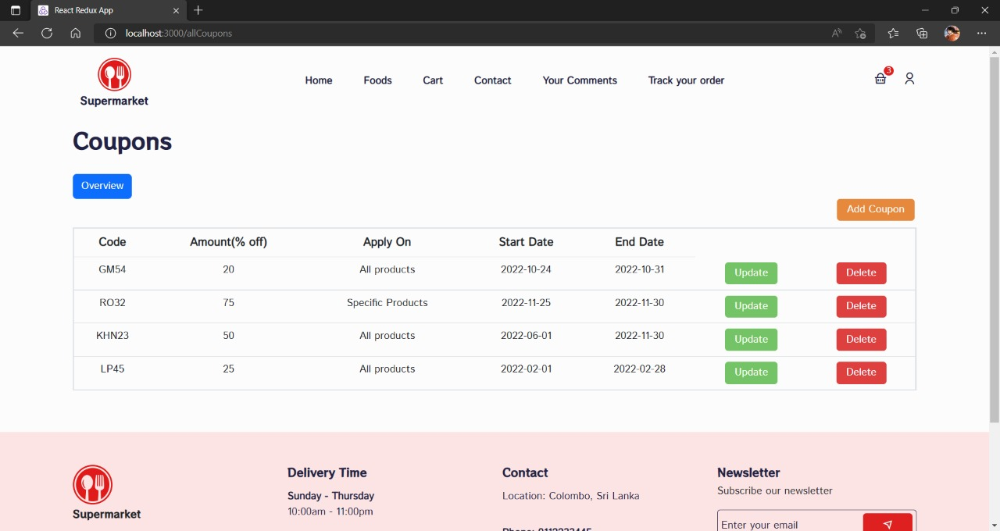 React Redux App
localhost:3000/allCoupons
Supermarket
Home Foods Cart Contact Your Comments Track your order
3
Coupons
Overview
Add Coupon
Code Amount(% off) Apply On Start Date End Date
GM54 20 All products 2022-10-24 2022-10-31 Update Delete
RO32 75 Specific Products 2022-11-25 2022-11-30 Update Delete
KHN23 50 All products 2022-06-01 2022-11-30 Update Delete
LP45 25 All products 2022-02-01 2022-02-28 Update Delete
Supermarket
Delivery Time
Sunday - Thursday
10:00am - 11:00pm
Contact
Location: Colombo, Sri Lanka
Phone: 0112233445
Newsletter
Subscribe our newsletter
Enter your email